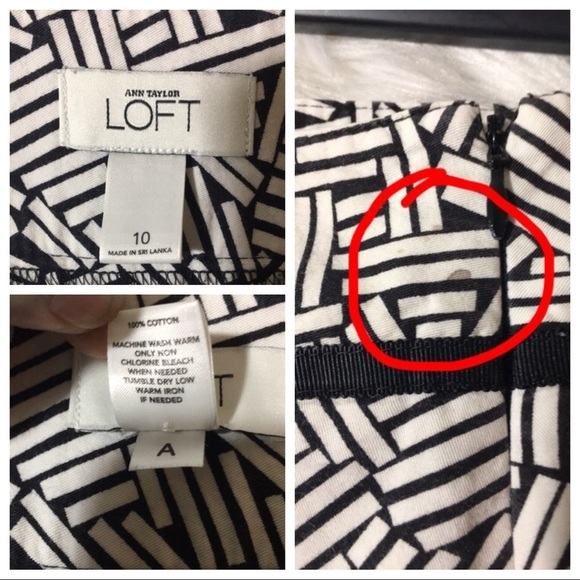 ANN TAYLOR
LOFT
10
MADE IN SRI LANKA
100% COTTON
MACHINE WASH WARM
ONLY NON
CHLORINE BLEACH
WHEN NEEDED
TUMBLE DRY LOW
WARM IRON
IF NEEDED
T
A